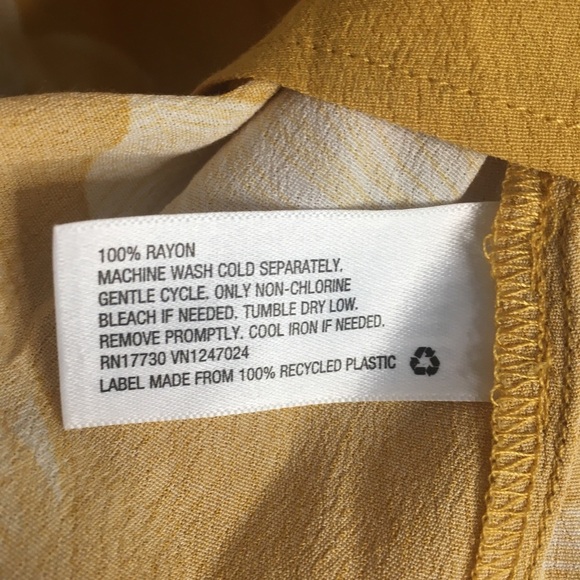 100% RAYON
MACHINE WASH COLD SEPARATELY.
GENTLE CYCLE. ONLY NON-CHLORINE
BLEACH IF NEEDED. TUMBLE DRY LOW.
REMOVE PROMPTLY. COOL IRON IF NEEDED.
RN17730 VN1247024
LABEL MADE FROM 100% RECYCLED PLASTIC